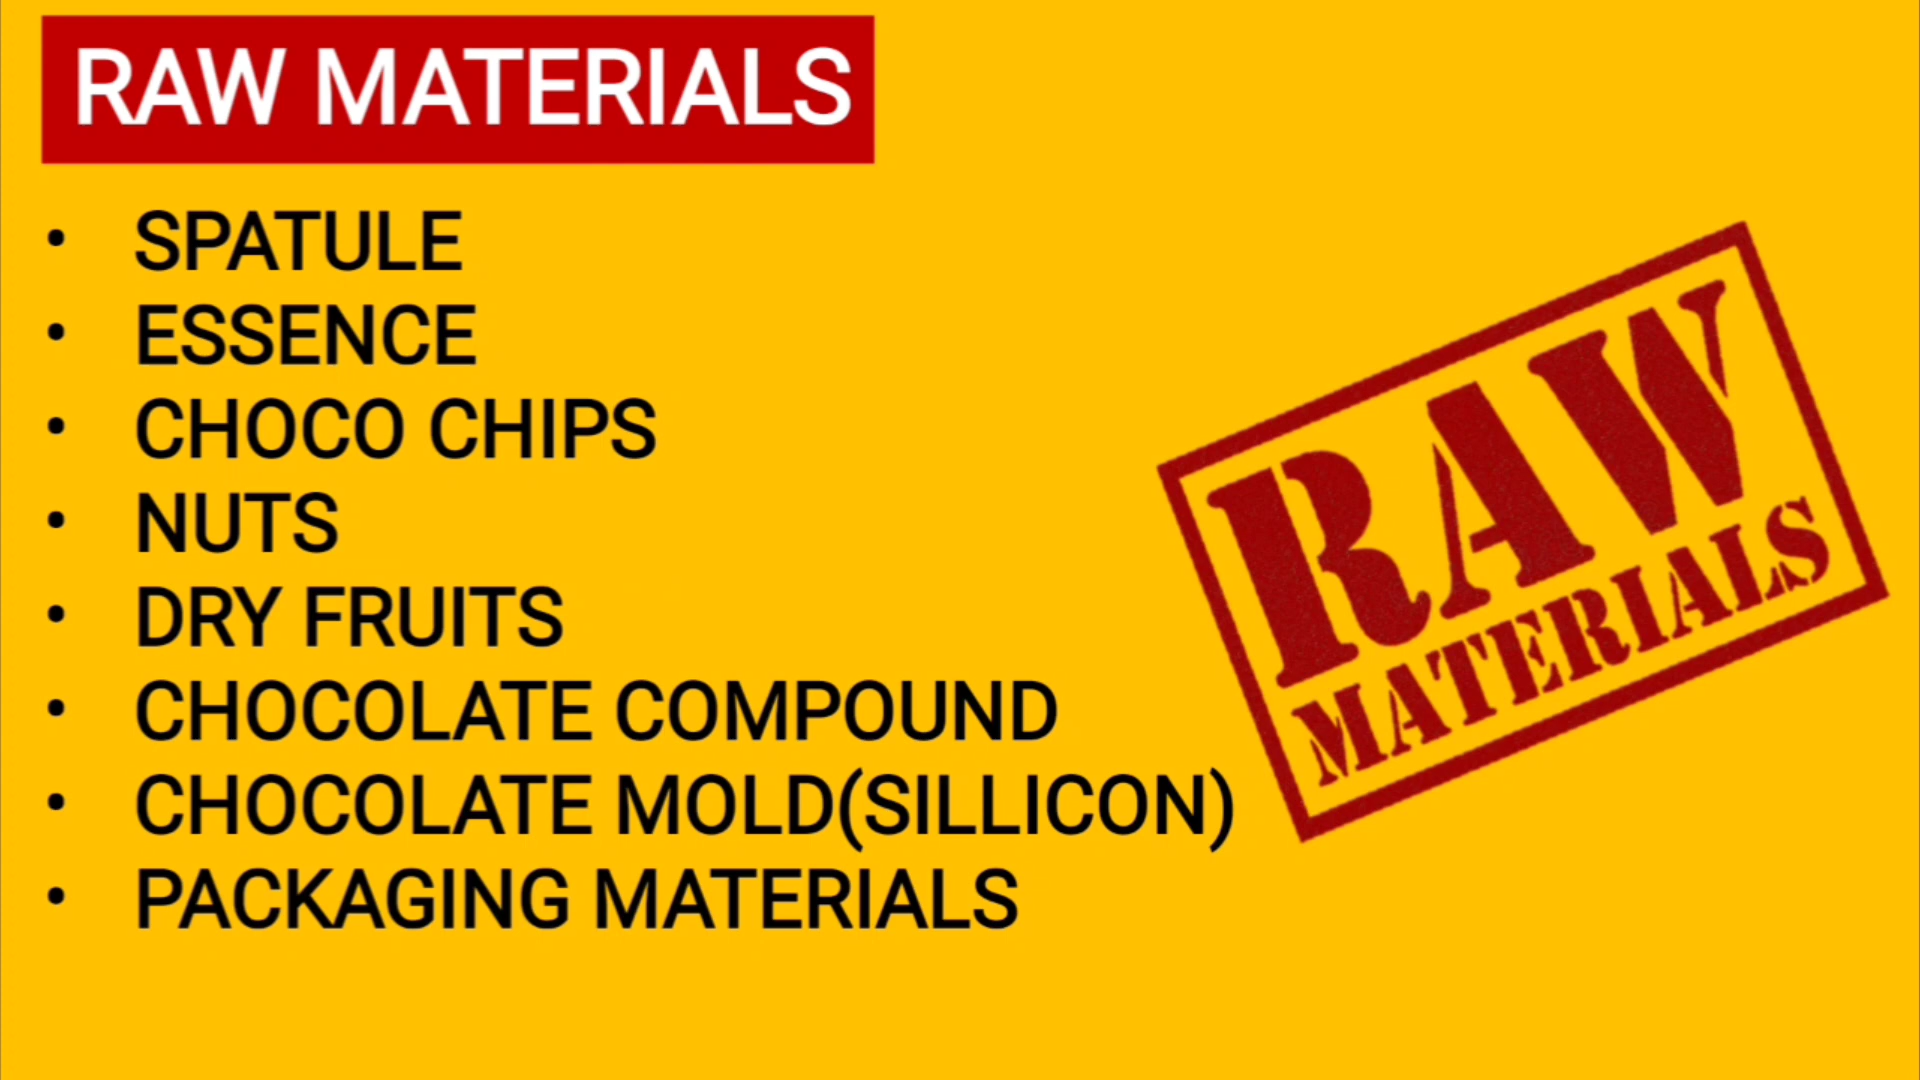 RAW MATERIALS
• SPATULE
• ESSENCE
• CHOCO CHIPS
• NUTS
• DRY FRUITS
• CHOCOLATE COMPOUND
• CHOCOLATE MOLD(SILLICON)
• PACKAGING MATERIALS
RAW
MATERIALS